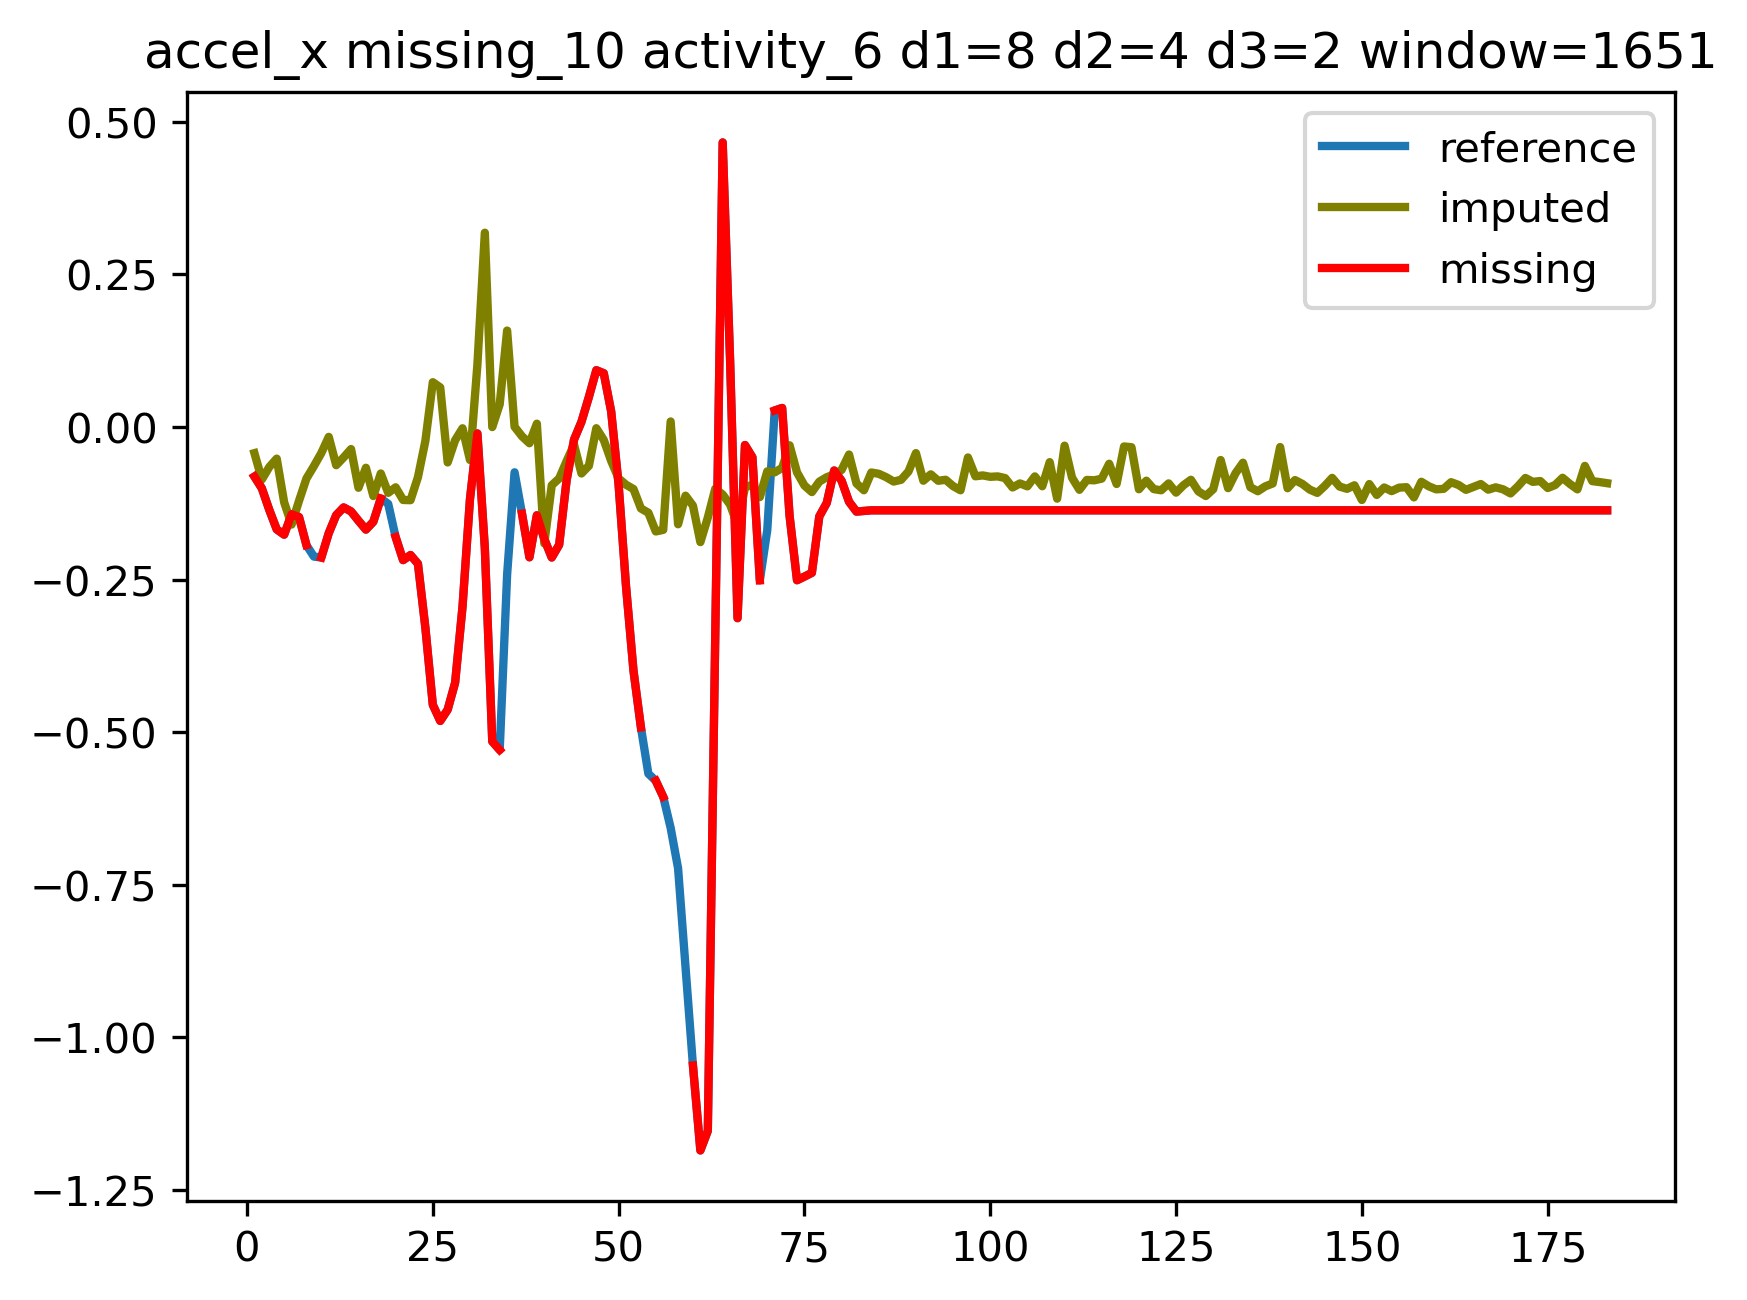 accel_x missing_10 activity_6 d1=8 d2=4 d3=2 window=1651
reference
imputed
missing
0.50
0.25
0.00
−0.25
−0.50
−0.75
−1.00
−1.25
0 25 50 75 100 125 150 175